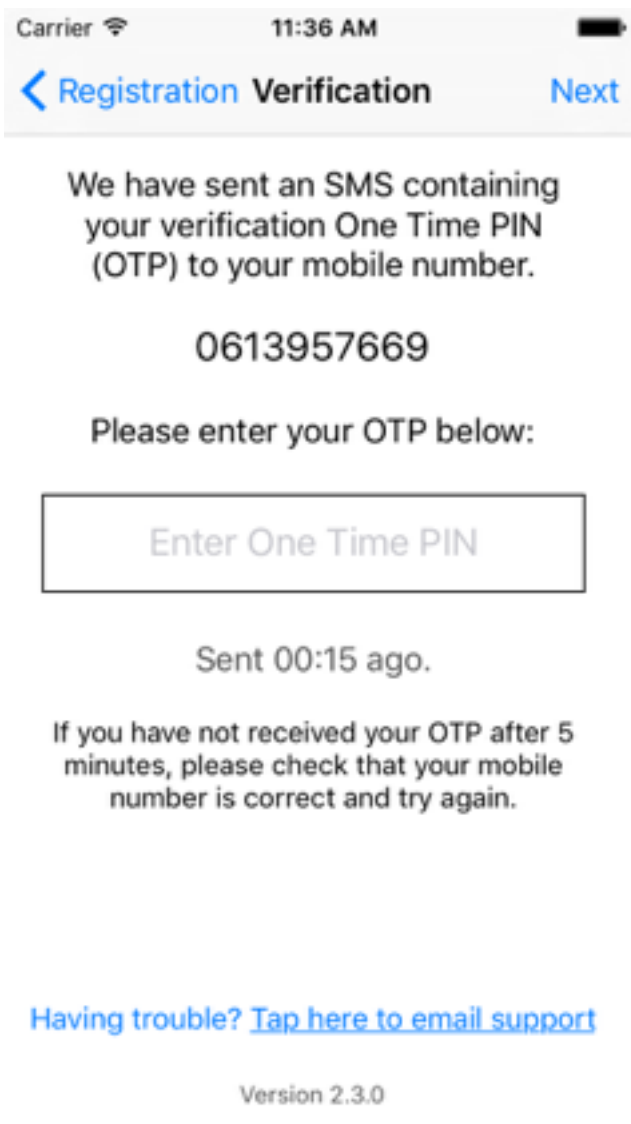 Carrier 11:36 AM
Registration Verification Next
We have sent an SMS containing
your verification One Time PIN
(OTP) to your mobile number.
0613957669
Please enter your OTP below:
Enter One Time PIN
Sent 00:15 ago.
If you have not received your OTP after 5
minutes, please check that your mobile
number is correct and try again.
Having trouble? Tap here to email support
Version 2.3.0